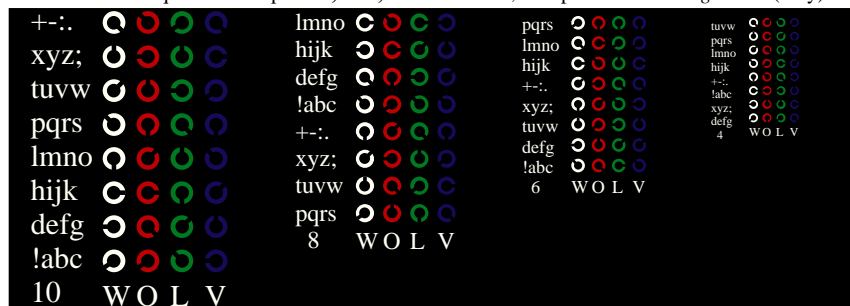 +-:.
xyz;
tuvw
pqrs
lmno
hijk
defg
!abc
10 W O L V
lmno
hijk
defg
!abc
+-:.
xyz;
tuvw
pqrs
8 W O L V
pqrs
lmno
hijk
+-:.
xyz;
tuvw
defg
!abc
6 W O L V
tuvw
pqrs
lmno
hijk
+-:.
!abc
xyz;
defg
4 W O L V